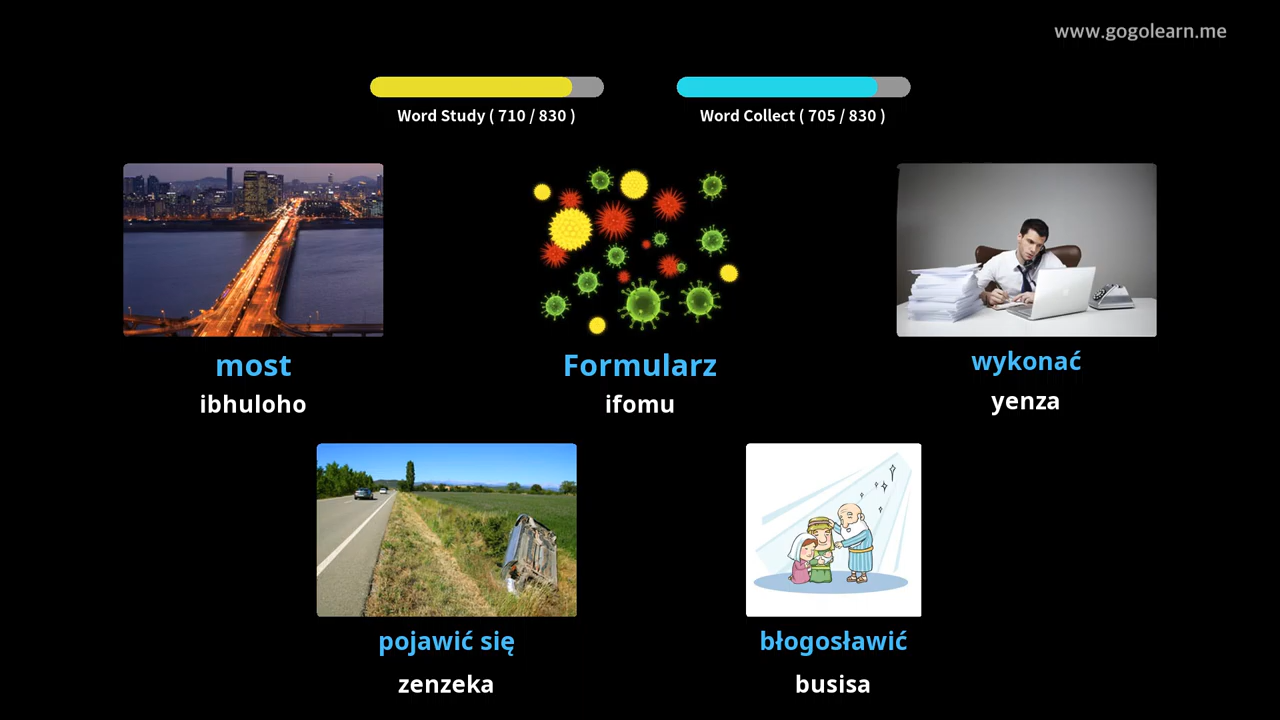 www.gogolearn.me
Word Study ( 710 / 830 )
Word Collect ( 705 / 830 )
most
ibhuloho
Formularz
ifomu
wykonać
yenza
pojawić się
zenzeka
błogosławić
busisa